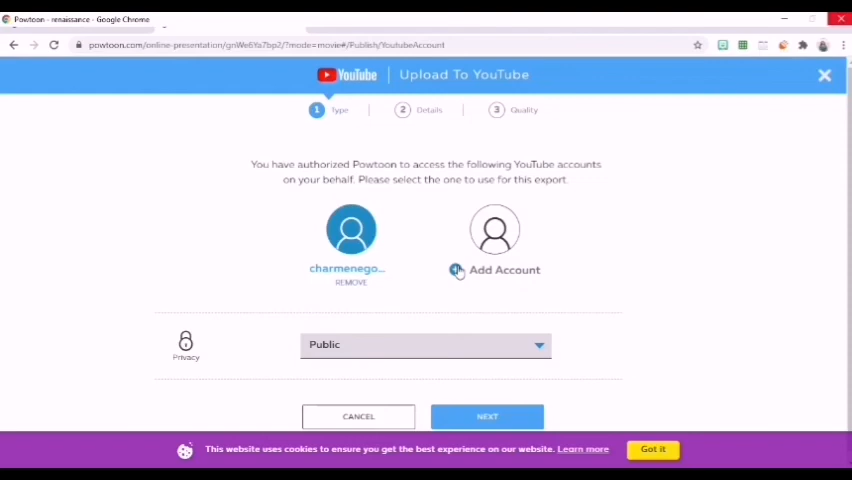 Powtoon - renaissance - Google Chrome
powtoon.com/online-presentation/gnWe6Ya7bp2/?mode=movie#/Publish/YoutubeAccount
YouTube | Upload To YouTube
1 Type | 2 Details | 3 Quality
You have authorized Powtoon to access the following YouTube accounts
on your behalf. Please select the one to use for this export.
charmenego... Add Account
REMOVE
Privacy
Public
CANCEL NEXT
This website uses cookies to ensure you get the best experience on our website. Learn more Got it